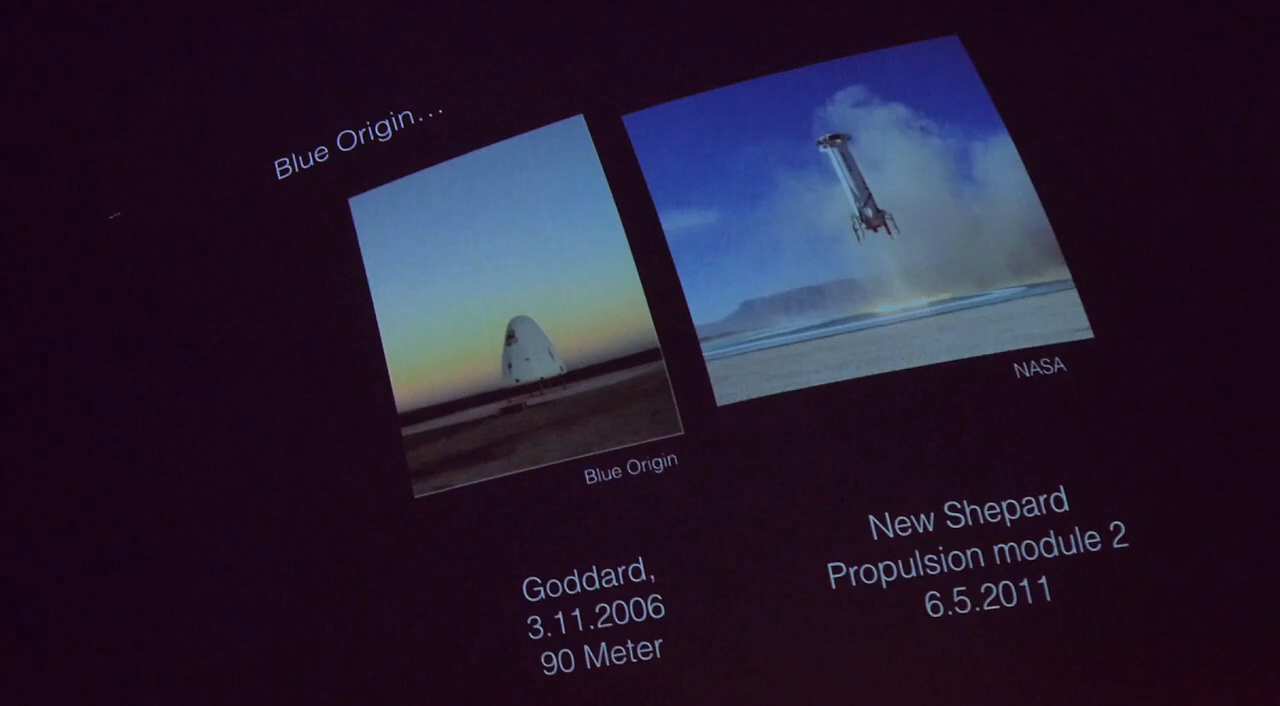 Blue Origin...
Blue Origin
NASA
Goddard,
3.11.2006
90 Meter
New Shepard
Propulsion module 2
6.5.2011